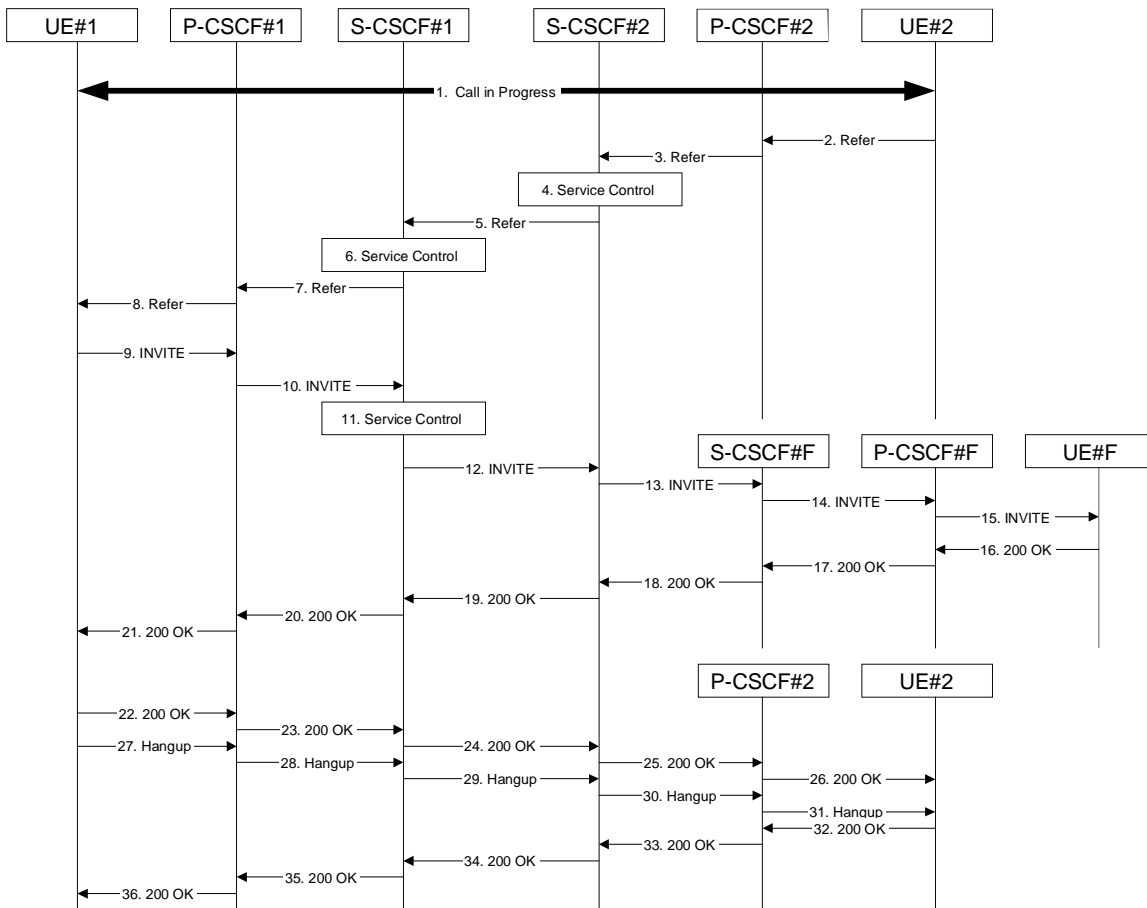 UE#1
P-CSCF#1
S-CSCF#1
S-CSCF#2
P-CSCF#2
UE#2
1. Call in Progress
2. Refer
3. Refer
4. Service Control
5. Refer
6. Service Control
7. Refer
8. Refer
9. INVITE
10. INVITE
11. Service Control
S-CSCF#F
P-CSCF#F
UE#F
12. INVITE
13. INVITE
14. INVITE
15. INVITE
16. 200 OK
17. 200 OK
18. 200 OK
19. 200 OK
20. 200 OK
21. 200 OK
P-CSCF#2
UE#2
22. 200 OK
23. 200 OK
27. Hangup
24. 200 OK
28. Hangup
25. 200 OK
29. Hangup
26. 200 OK
30. Hangup
31. Hangup
32. 200 OK
33. 200 OK
34. 200 OK
35. 200 OK
36. 200 OK